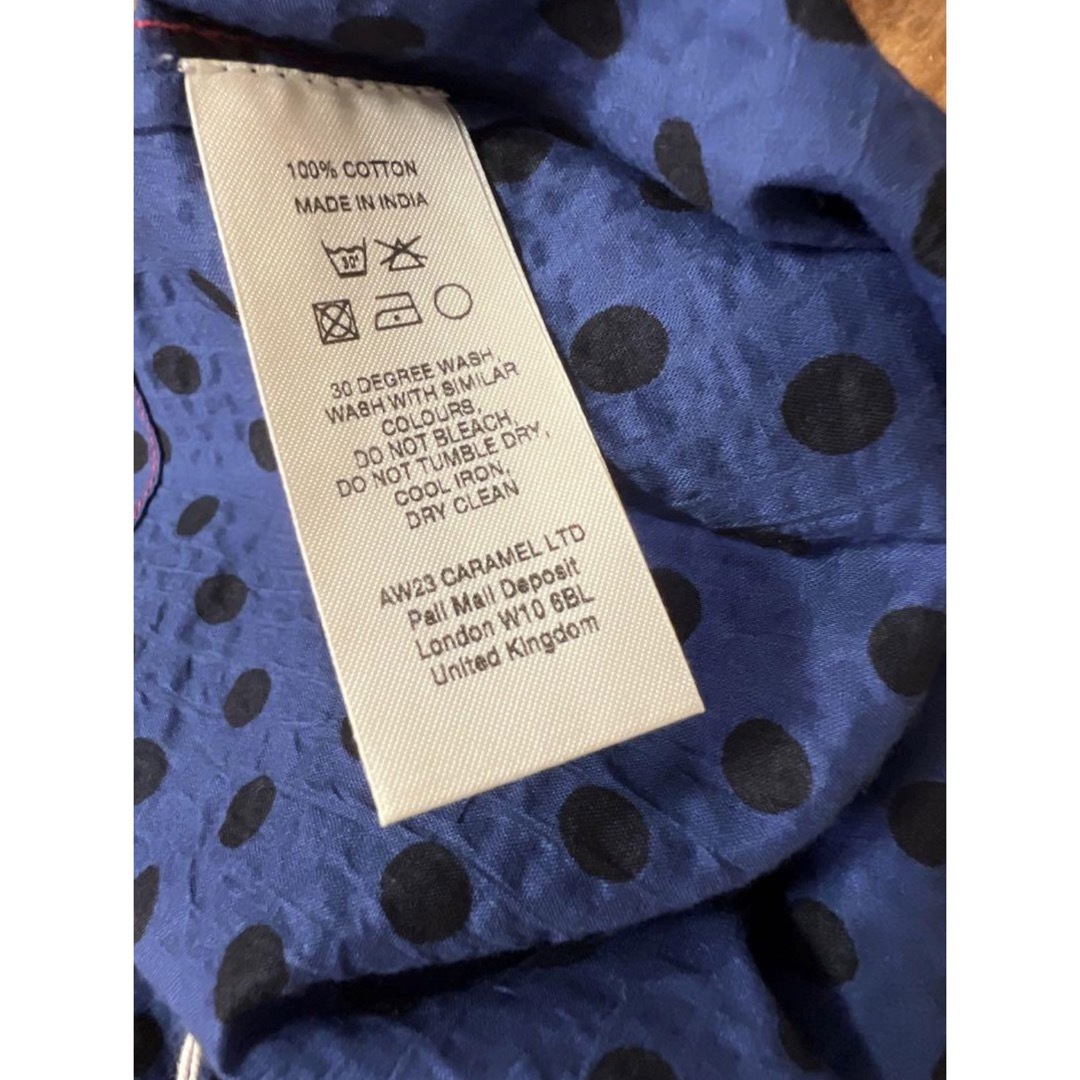 100% COTTON
MADE IN INDIA
30°
30 DEGREE WASH,
WASH WITH SIMILAR
COLOURS,
DO NOT BLEACH,
DO NOT TUMBLE DRY,
COOL IRON,
DRY CLEAN
AW23 CARAMEL LTD
Pall Mall Deposit
London W10 6BL
United Kingdom